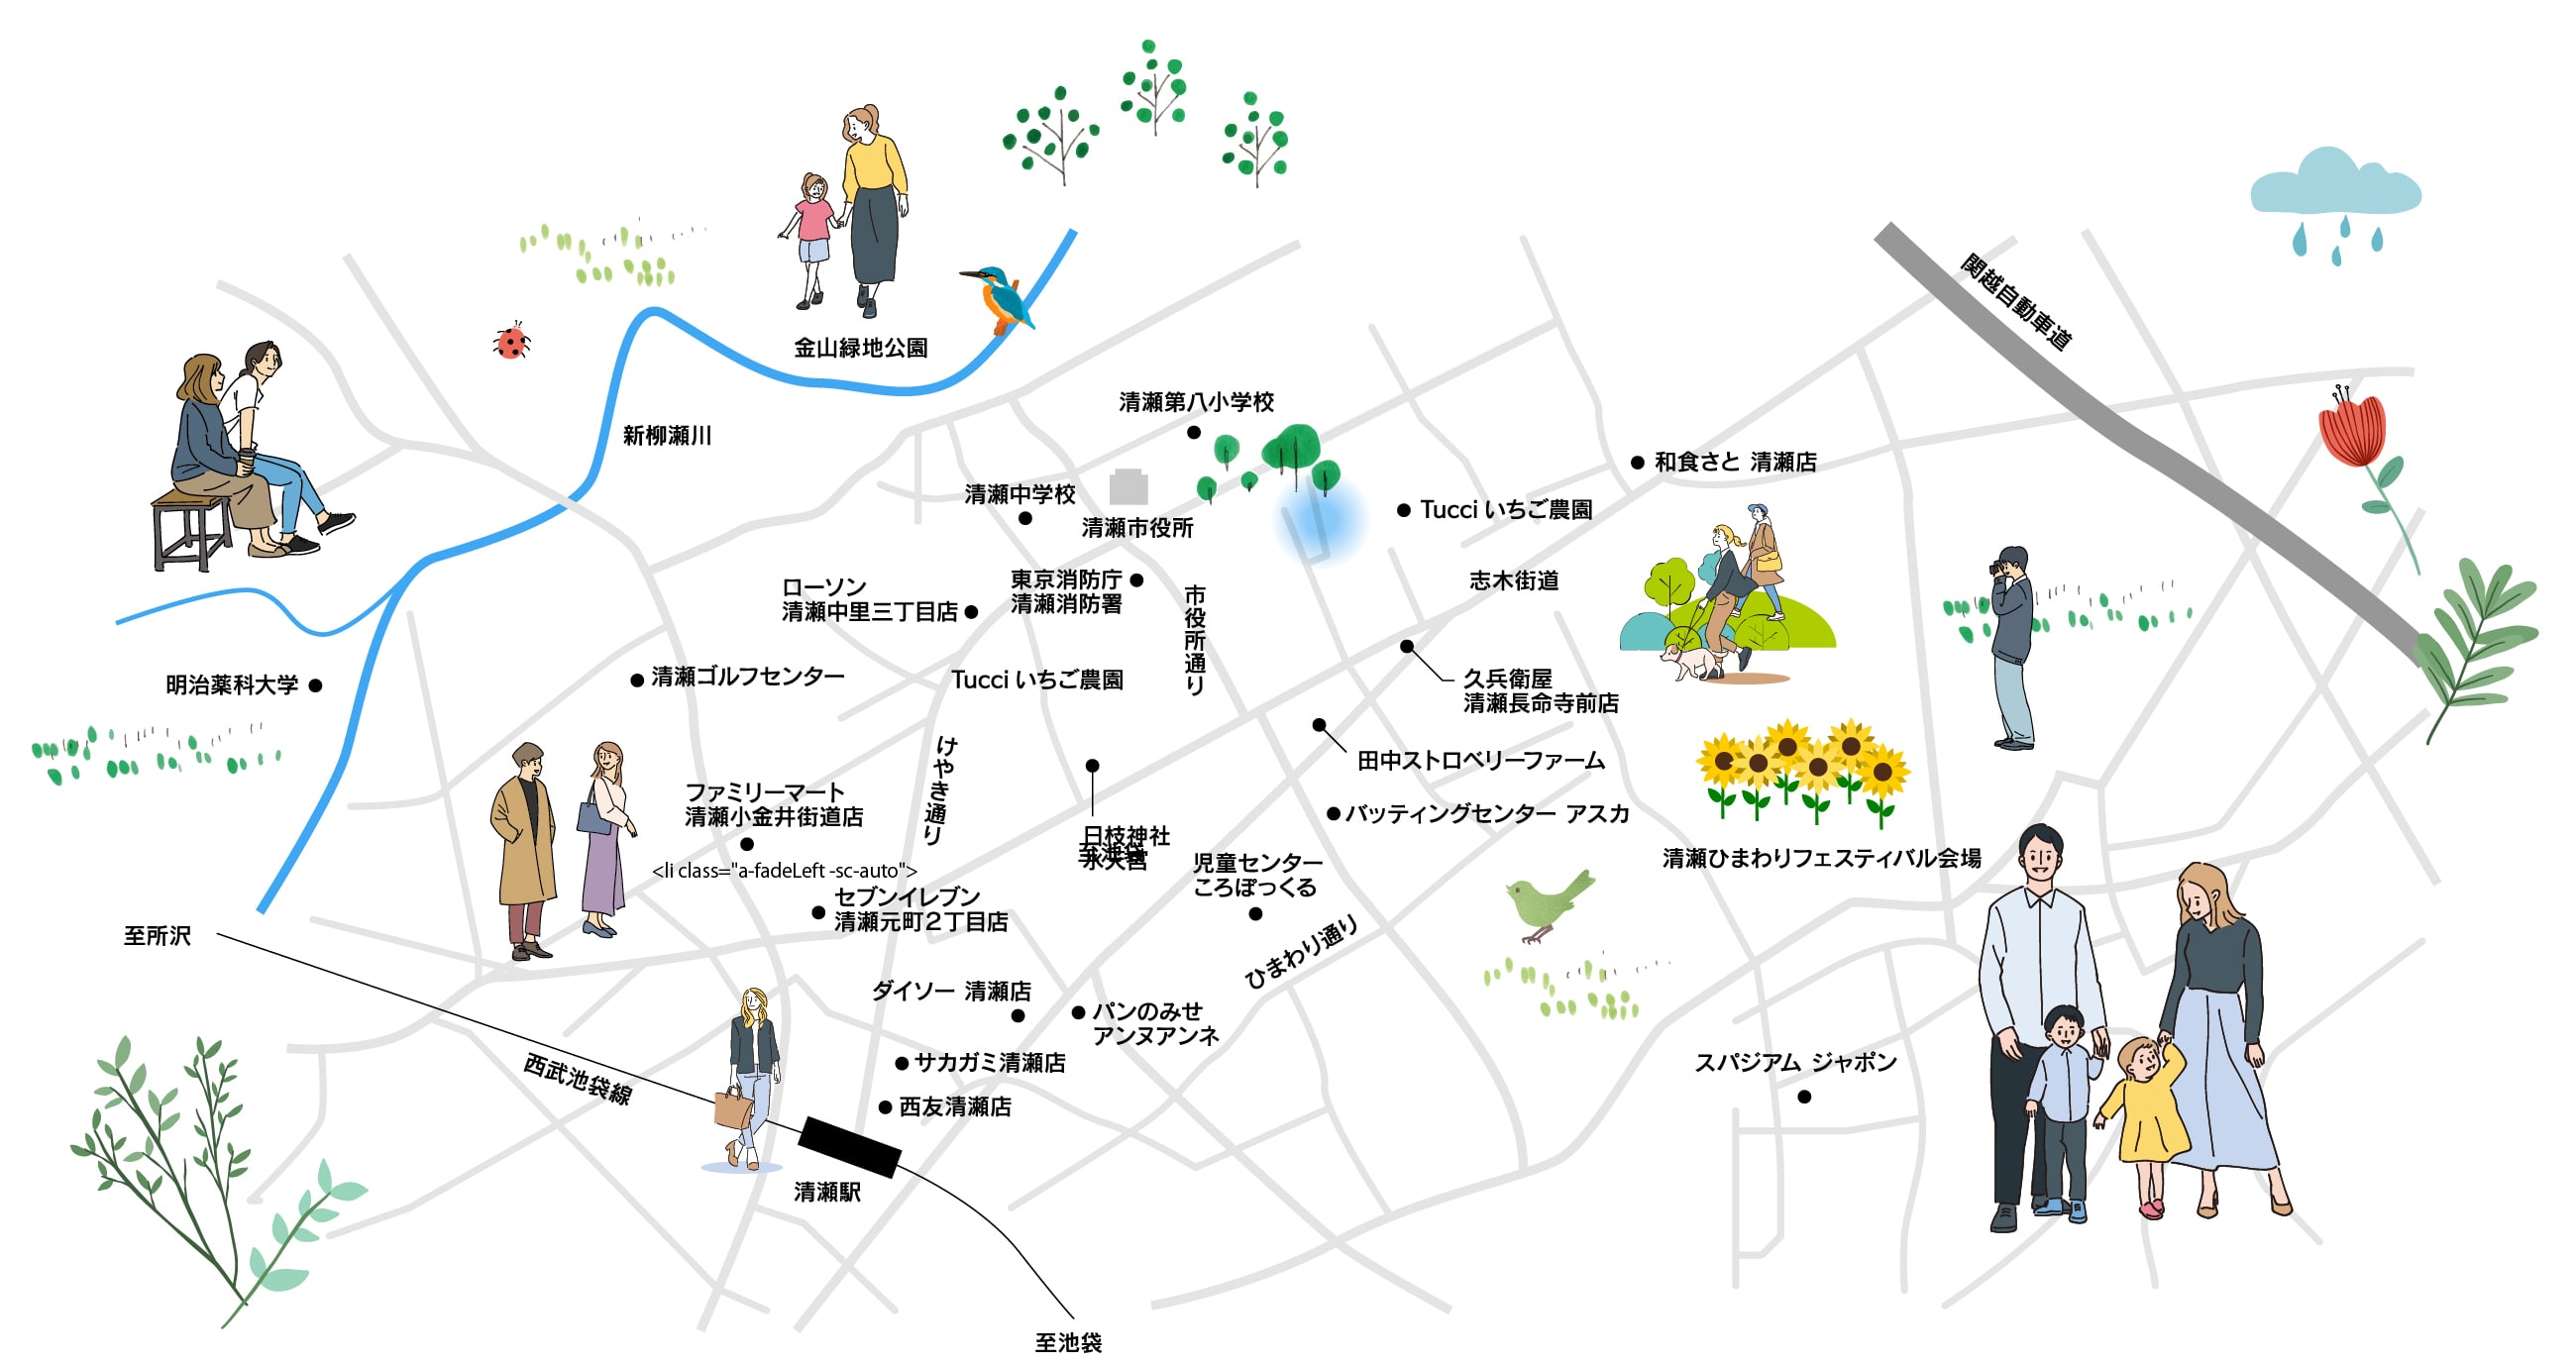 関越自動車道
金山緑地公園
清瀬第八小学校
新柳瀬川
和食さと 清瀬店
清瀬中学校
Tucci いちご農園
清瀬市役所
東京消防庁
清瀬消防署
志木街道
ローソン
清瀬中里三丁目店
市役所通り
清瀬ゴルフセンター
Tucci いちご農園
明治薬科大学
久兵衛屋
清瀬長命寺前店
けやき通り
田中ストロベリーファーム
ファミリーマート
清瀬小金井街道店
バッティングセンター アスカ
日枝神社
水天宮
至池袋
児童センター
ころぽっくる
清瀬ひまわりフェスティバル会場
<li class="a-fadeLeft -sc-auto">
セブンイレブン
清瀬元町2丁目店
至所沢
ひまわり通り
ダイソー 清瀬店
パンのみせ
アンヌアンネ
サカガミ清瀬店
スパジアム ジャポン
西武池袋線
西友清瀬店
清瀬駅
至池袋